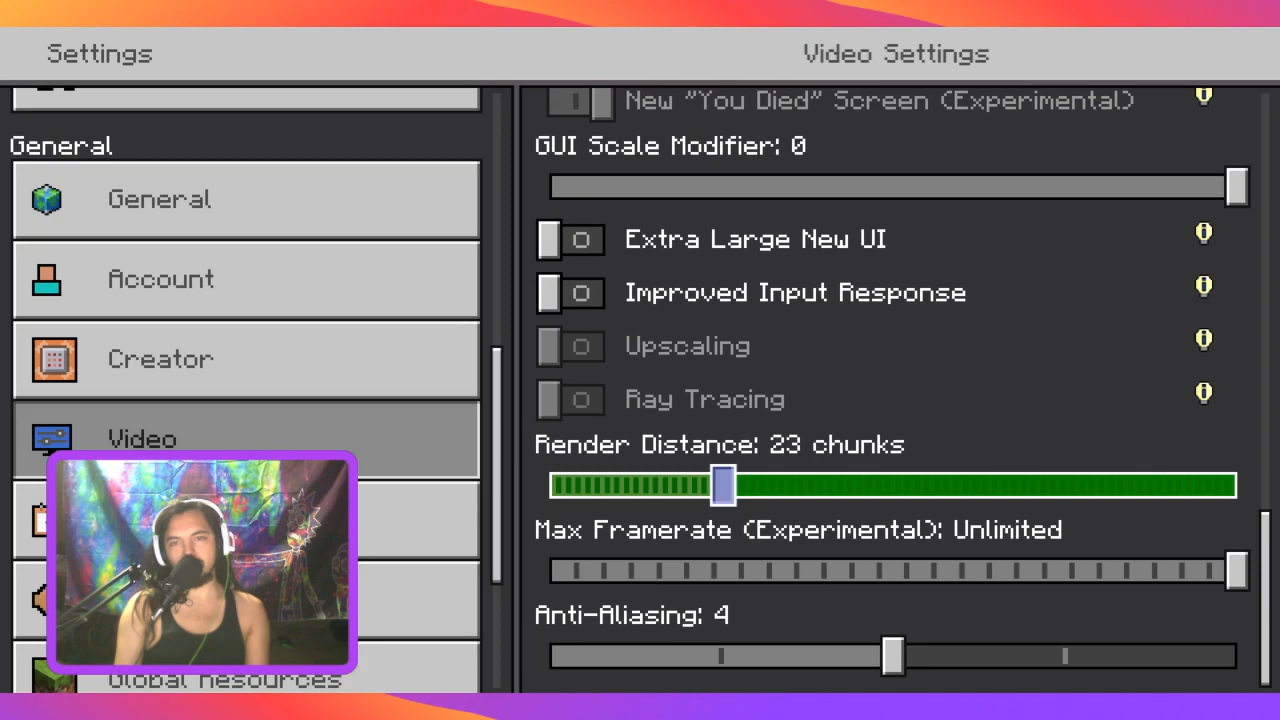 Settings
Video Settings
General
General
Account
Creator
Video
Global Resources
New "You Died" Screen (Experimental)
GUI Scale Modifier: 0
Extra Large New UI
Improved Input Response
Upscaling
Ray Tracing
Render Distance: 23 chunks
Max Framerate (Experimental): Unlimited
Anti-Aliasing: 4